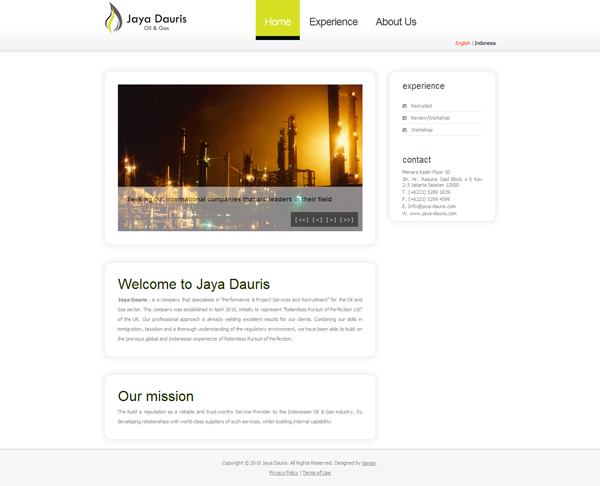 Jaya Dauris
Oil & Gas
Home
Experience
About Us
English | Indonesia
Seeking out international companies that are leaders in their field
[<<] [<] [>] [>>]
experience
Recruited
Review/Workshop
Workshop
contact
Menara Kadin Floor 30
Jln. Hr. Rasuna Said Block x-5 Kav
2-3 Jakarta Selatan 12950
T. (+6221) 5289 1839
F. (+6221) 5289 4599
E. Info@jaya-dauris.com
W. www.jaya-dauris.com
Welcome to Jaya Dauris
Jaya Dauris , is a company that specialises in "Performance & Project Services and Recruitment" for the Oil and
Gas sector. The company was established in April 2010, initially to represent "Relentless Pursuit of Perfection Ltd"
of the UK. Our professional approach is already yielding excellent results for our clients. Combining our skills in
immigration, taxation and a thorough understanding of the regulatory environment, we have been able to build on
the previous global and Indonesian experience of Relentless Pursuit of Perfection.
Our mission
The build a reputation as a reliable and trust-worthy Service Provider to the Indonesian Oil & Gas industry, by
developing relationships with world-class suppliers of such services, whilst building internal capability.
Copyright © 2010 Jaya Dauris. All Rights Reserved. Designed by
Privacy Policy | Terms of Use